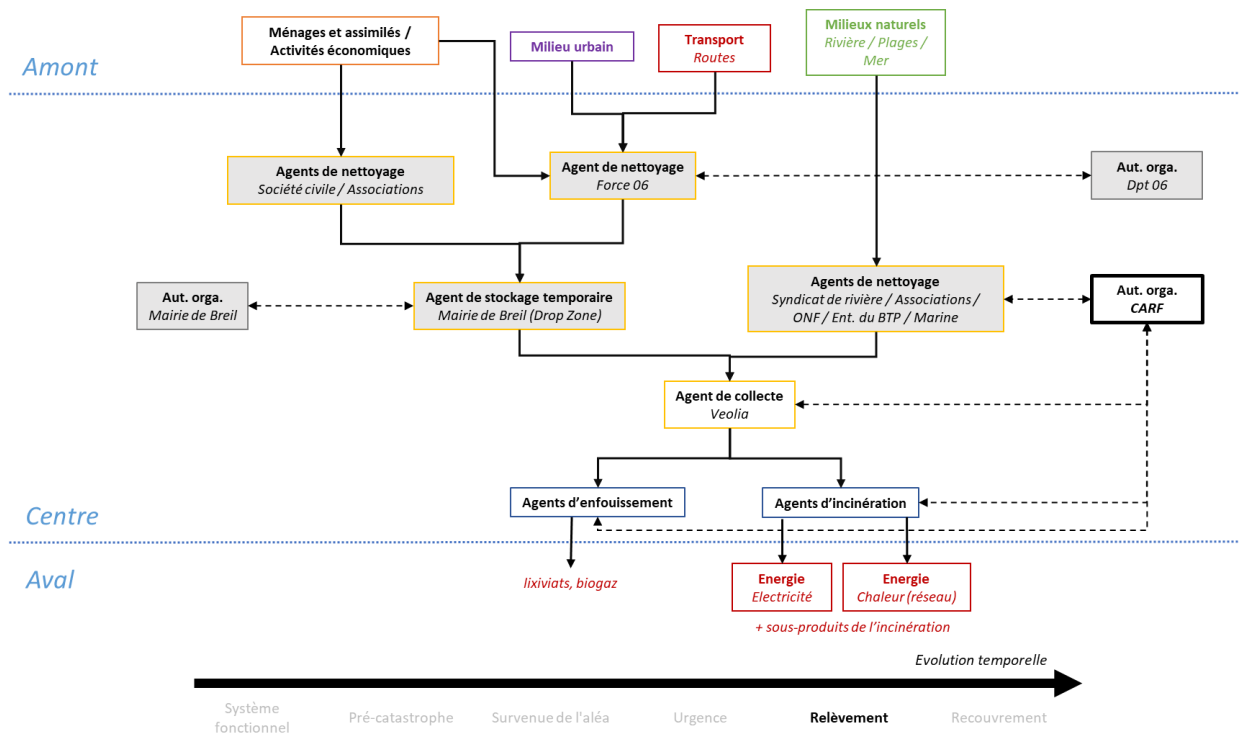 Ménages et assimilés /
Activités économiques
Milieu urbain
Transport
Routes
Milieux naturels
Rivière / Plages /
Mer
Amont
Agents de nettoyage
Société civile / Associations
Agent de nettoyage
Force 06
Aut. orga.
Dpt 06
Aut. orga.
Mairie de Breil
Agent de stockage temporaire
Mairie de Breil (Drop Zone)
Agents de nettoyage
Syndicat de rivière / Associations /
ONF / Ent. du BTP / Marine
Aut. orga.
CARF
Agent de collecte
Veolia
Agents d'enfouissement
Agents d'incinération
Centre
Aval
lixiviats, biogaz
Energie
Electricité
Energie
Chaleur (réseau)
+ sous-produits de l'incinération
Evolution temporelle
Système
fonctionnel
Pré-catastrophe
Survenue de l'aléa
Urgence
Relèvement
Recouvrement